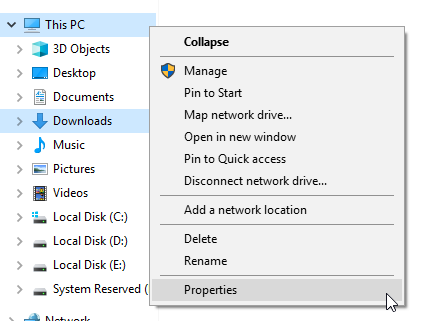 This PC
3D Objects
Desktop
Documents
Downloads
Music
Pictures
Videos
Local Disk (C:)
Local Disk (D:)
Local Disk (E:)
System Reserved (
Network
Collapse
Manage
Pin to Start
Map network drive...
Open in new window
Pin to Quick access
Disconnect network drive...
Add a network location
Delete
Rename
Properties